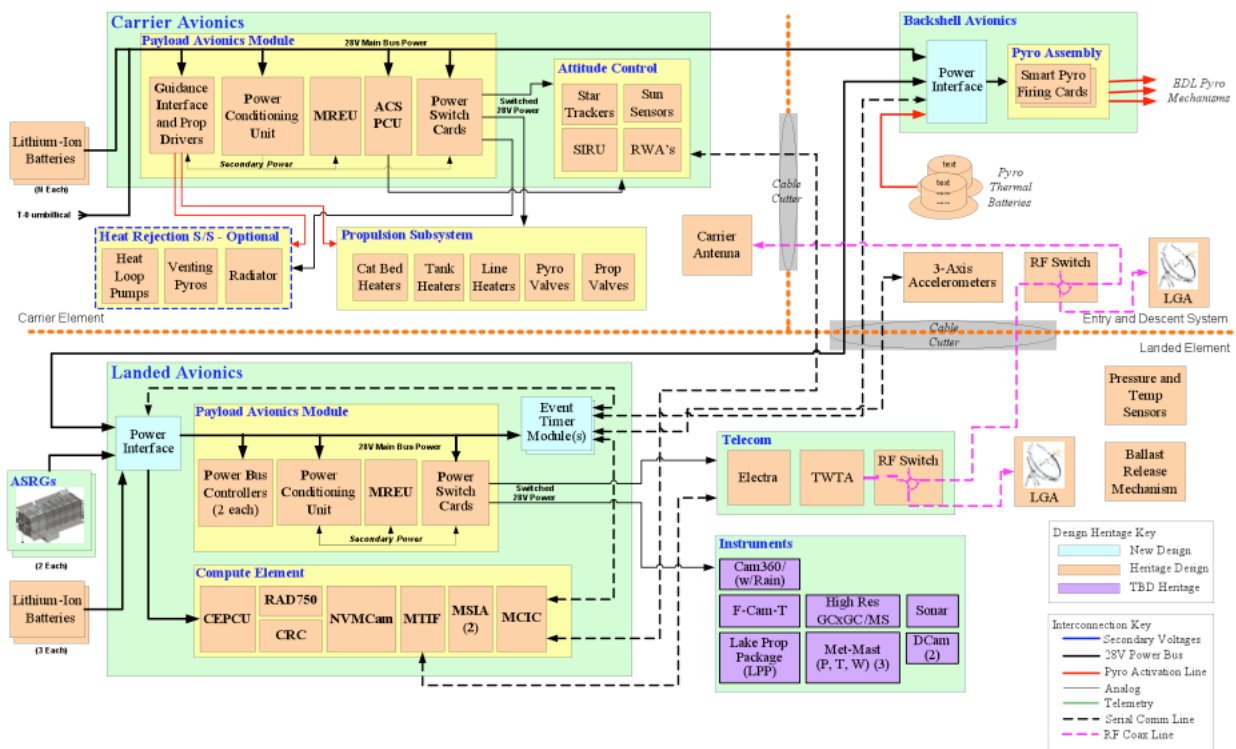 Carrier Avionics
Payload Avionics Module
28V Main Bus Power
Guidance
Interface
and Prop
Drivers
Power
Conditioning
Unit
MREU
ACS
PCU
Power
Switch
Cards
Secondary Power
Switched
28V Power
Attitude Control
Star
Trackers
Sun
Sensors
SIRU
RWA's
Lithium-Ion
Batteries
(N Each)
T-0 umbillical
Heat Rejection S/S - Optional
Heat
Loop
Pumps
Venting
Pyros
Radiator
Propulsion Subsystem
Cat Bed
Heaters
Tank
Heaters
Line
Heaters
Pyro
Valves
Prop
Valves
Carrier Element
Cable
Cutter
Backshell Avionics
Power
Interface
Pyro Assembly
Smart Pyro
Firing Cards
EDL Pyro
Mechanisms
text
text
text
Pyro
Thermal
Batteries
Carrier
Antenna
3-Axis
Accelerometers
RF Switch
LGA
Entry and Descent System
Cable
Cutter
Landed Element
Landed Avionics
Payload Avionics Module
Power
Interface
28V Main Bus Power
Event
Timer
Module(s)
Power Bus
Controllers
(2 each)
Power
Conditioning
Unit
MREU
Power
Switch
Cards
Secondary Power
Switched
28V Power
ASRGs
(2 Each)
Lithium-Ion
Batteries
(3 Each)
Compute Element
CEPCU
RAD750
CRC
NVMCam
MTIF
MSIA
(2)
MCIC
Telecom
Electra
TWTA
RF Switch
LGA
Pressure and
Temp
Sensors
Ballast
Release
Mechanism
Instruments
Cam360/
(w/Rain)
F-Cam-T
High Res
GCxGC/MS
Sonar
Lake Prop
Package
(LPP)
Met-Mast
(P, T, W) (3)
DCam
(2)
Design Heritage Key
New Design
Heritage Design
TBD Heritage
Interconnection Key
Secondary Voltages
28V Power Bus
Pyro Activation Line
Analog
Telemetry
Serial Comm Line
RF Coax Line